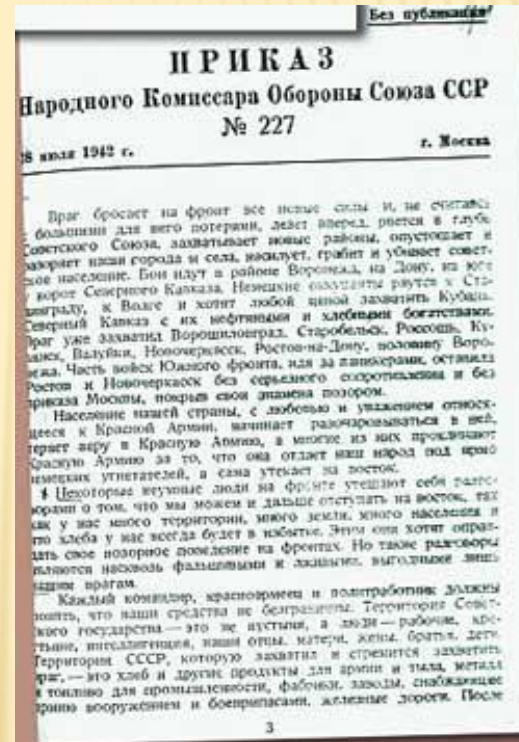 Без публикации
ПРИКАЗ
Народного Комиссара Обороны Союза ССР
№ 227
28 июля 1942 г. г. Москва
Враг бросает на фронт все новые силы и, не считаясь
с большими для него потерями, лезет вперед, рвется в глубь
Советского Союза, захватывает новые районы, опустошает и
разоряет наши города и села, насилует, грабит и убивает совет-
ское население. Бои идут в районе Воронежа, на Дону, на юге
у ворот Северного Кавказа. Немецкие оккупанты рвутся к Ста-
линграду, к Волге и хотят любой ценой захватить Кубань,
Северный Кавказ с их нефтяными и хлебными богатствами.
Враг уже захватил Ворошиловград, Старобельск, Россошь, Ку-
пянск, Валуйки, Новочеркасск, Ростов-на-Дону, половину Воро-
нежа. Часть войск Южного фронта, идя за паникерами, оставила
Ростов и Новочеркасск без серьезного сопротивления и без
приказа Москвы, покрыв свои знамена позором.
Население нашей страны, с любовью и уважением относя-
щееся к Красной Армии, начинает разочаровываться в ней,
теряет веру в Красную Армию, а многие из них проклинают
Красную Армию за то, что она отдает наш народ под ярмо
немецких угнетателей, а сама утекает на восток.
Некоторые неумные люди на фронте утешают себя разго-
ворами о том, что мы можем и дальше отступать на восток, так
как у нас много территории, много земли, много населения и
что хлеба у нас всегда будет в избытке. Этим они хотят оправ-
дать свое позорное поведение на фронтах. Но такие разговоры
являются насквозь фальшивыми и лживыми, выгодными лишь
нашим врагам.
Каждый командир, красноармеец и политработник должны
понять, что наши средства не безграничны. Территория Совет-
ского государства — это не пустыня, а люди — рабочие, кре-
стьяне, интеллигенция, наши отцы, матери, жены, братья, дети.
Территория СССР, которую захватил и стремится захватить
враг, — это хлеб и другие продукты для армии и тыла, металл
и топливо для промышленности, фабрики, заводы, снабжающие
армию вооружением и боеприпасами, железные дороги. После
3